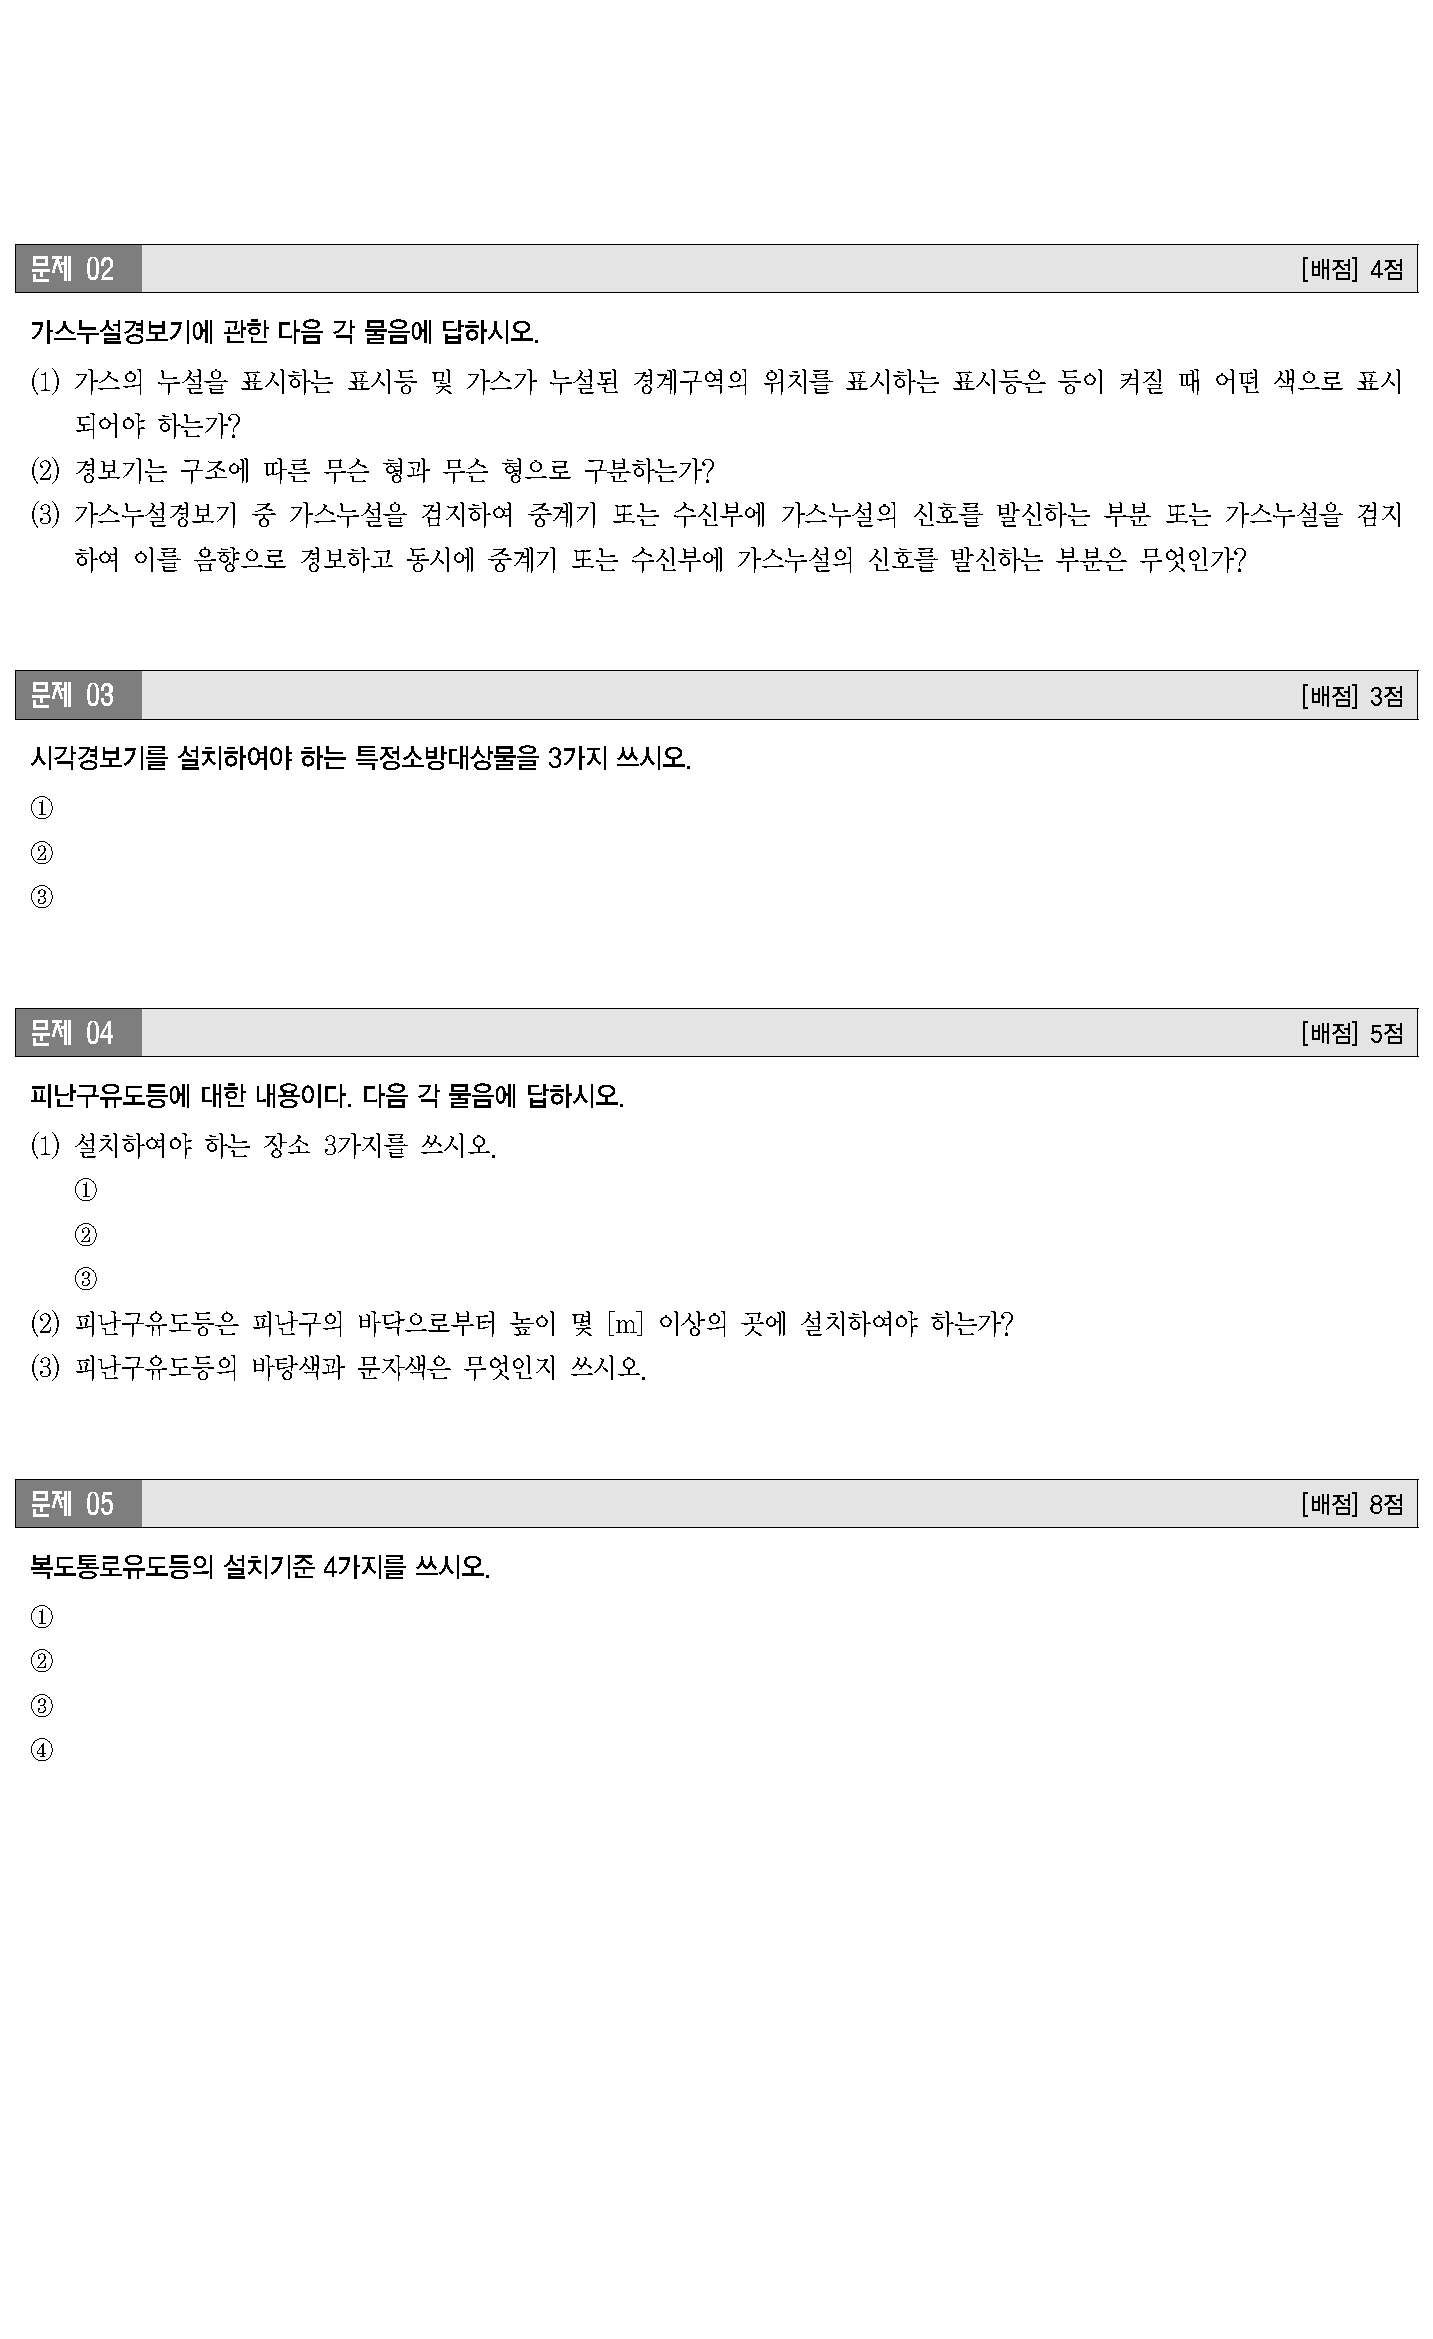 문제 02 [배점] 4점
가스누설경보기에 관한 다음 각 물음에 답하시오.
(1) 가스의 누설을 표시하는 표시등 및 가스가 누설된 경계구역의 위치를 표시하는 표시등은 등이 켜질 때 어떤 색으로 표시
되어야 하는가?
(2) 경보기는 구조에 따른 무슨 형과 무슨 형으로 구분하는가?
(3) 가스누설경보기 중 가스누설을 검지하여 중계기 또는 수신부에 가스누설의 신호를 발신하는 부분 또는 가스누설을 검지
하여 이를 음향으로 경보하고 동시에 중계기 또는 수신부에 가스누설의 신호를 발신하는 부분은 무엇인가?
문제 03 [배점] 3점
시각경보기를 설치하여야 하는 특정소방대상물을 3가지 쓰시오.
①
②
③
문제 04 [배점] 5점
피난구유도등에 대한 내용이다. 다음 각 물음에 답하시오.
(1) 설치하여야 하는 장소 3가지를 쓰시오.
①
②
③
(2) 피난구유도등은 피난구의 바닥으로부터 높이 몇 [m] 이상의 곳에 설치하여야 하는가?
(3) 피난구유도등의 바탕색과 문자색은 무엇인지 쓰시오.
문제 05 [배점] 8점
복도통로유도등의 설치기준 4가지를 쓰시오.
①
②
③
④